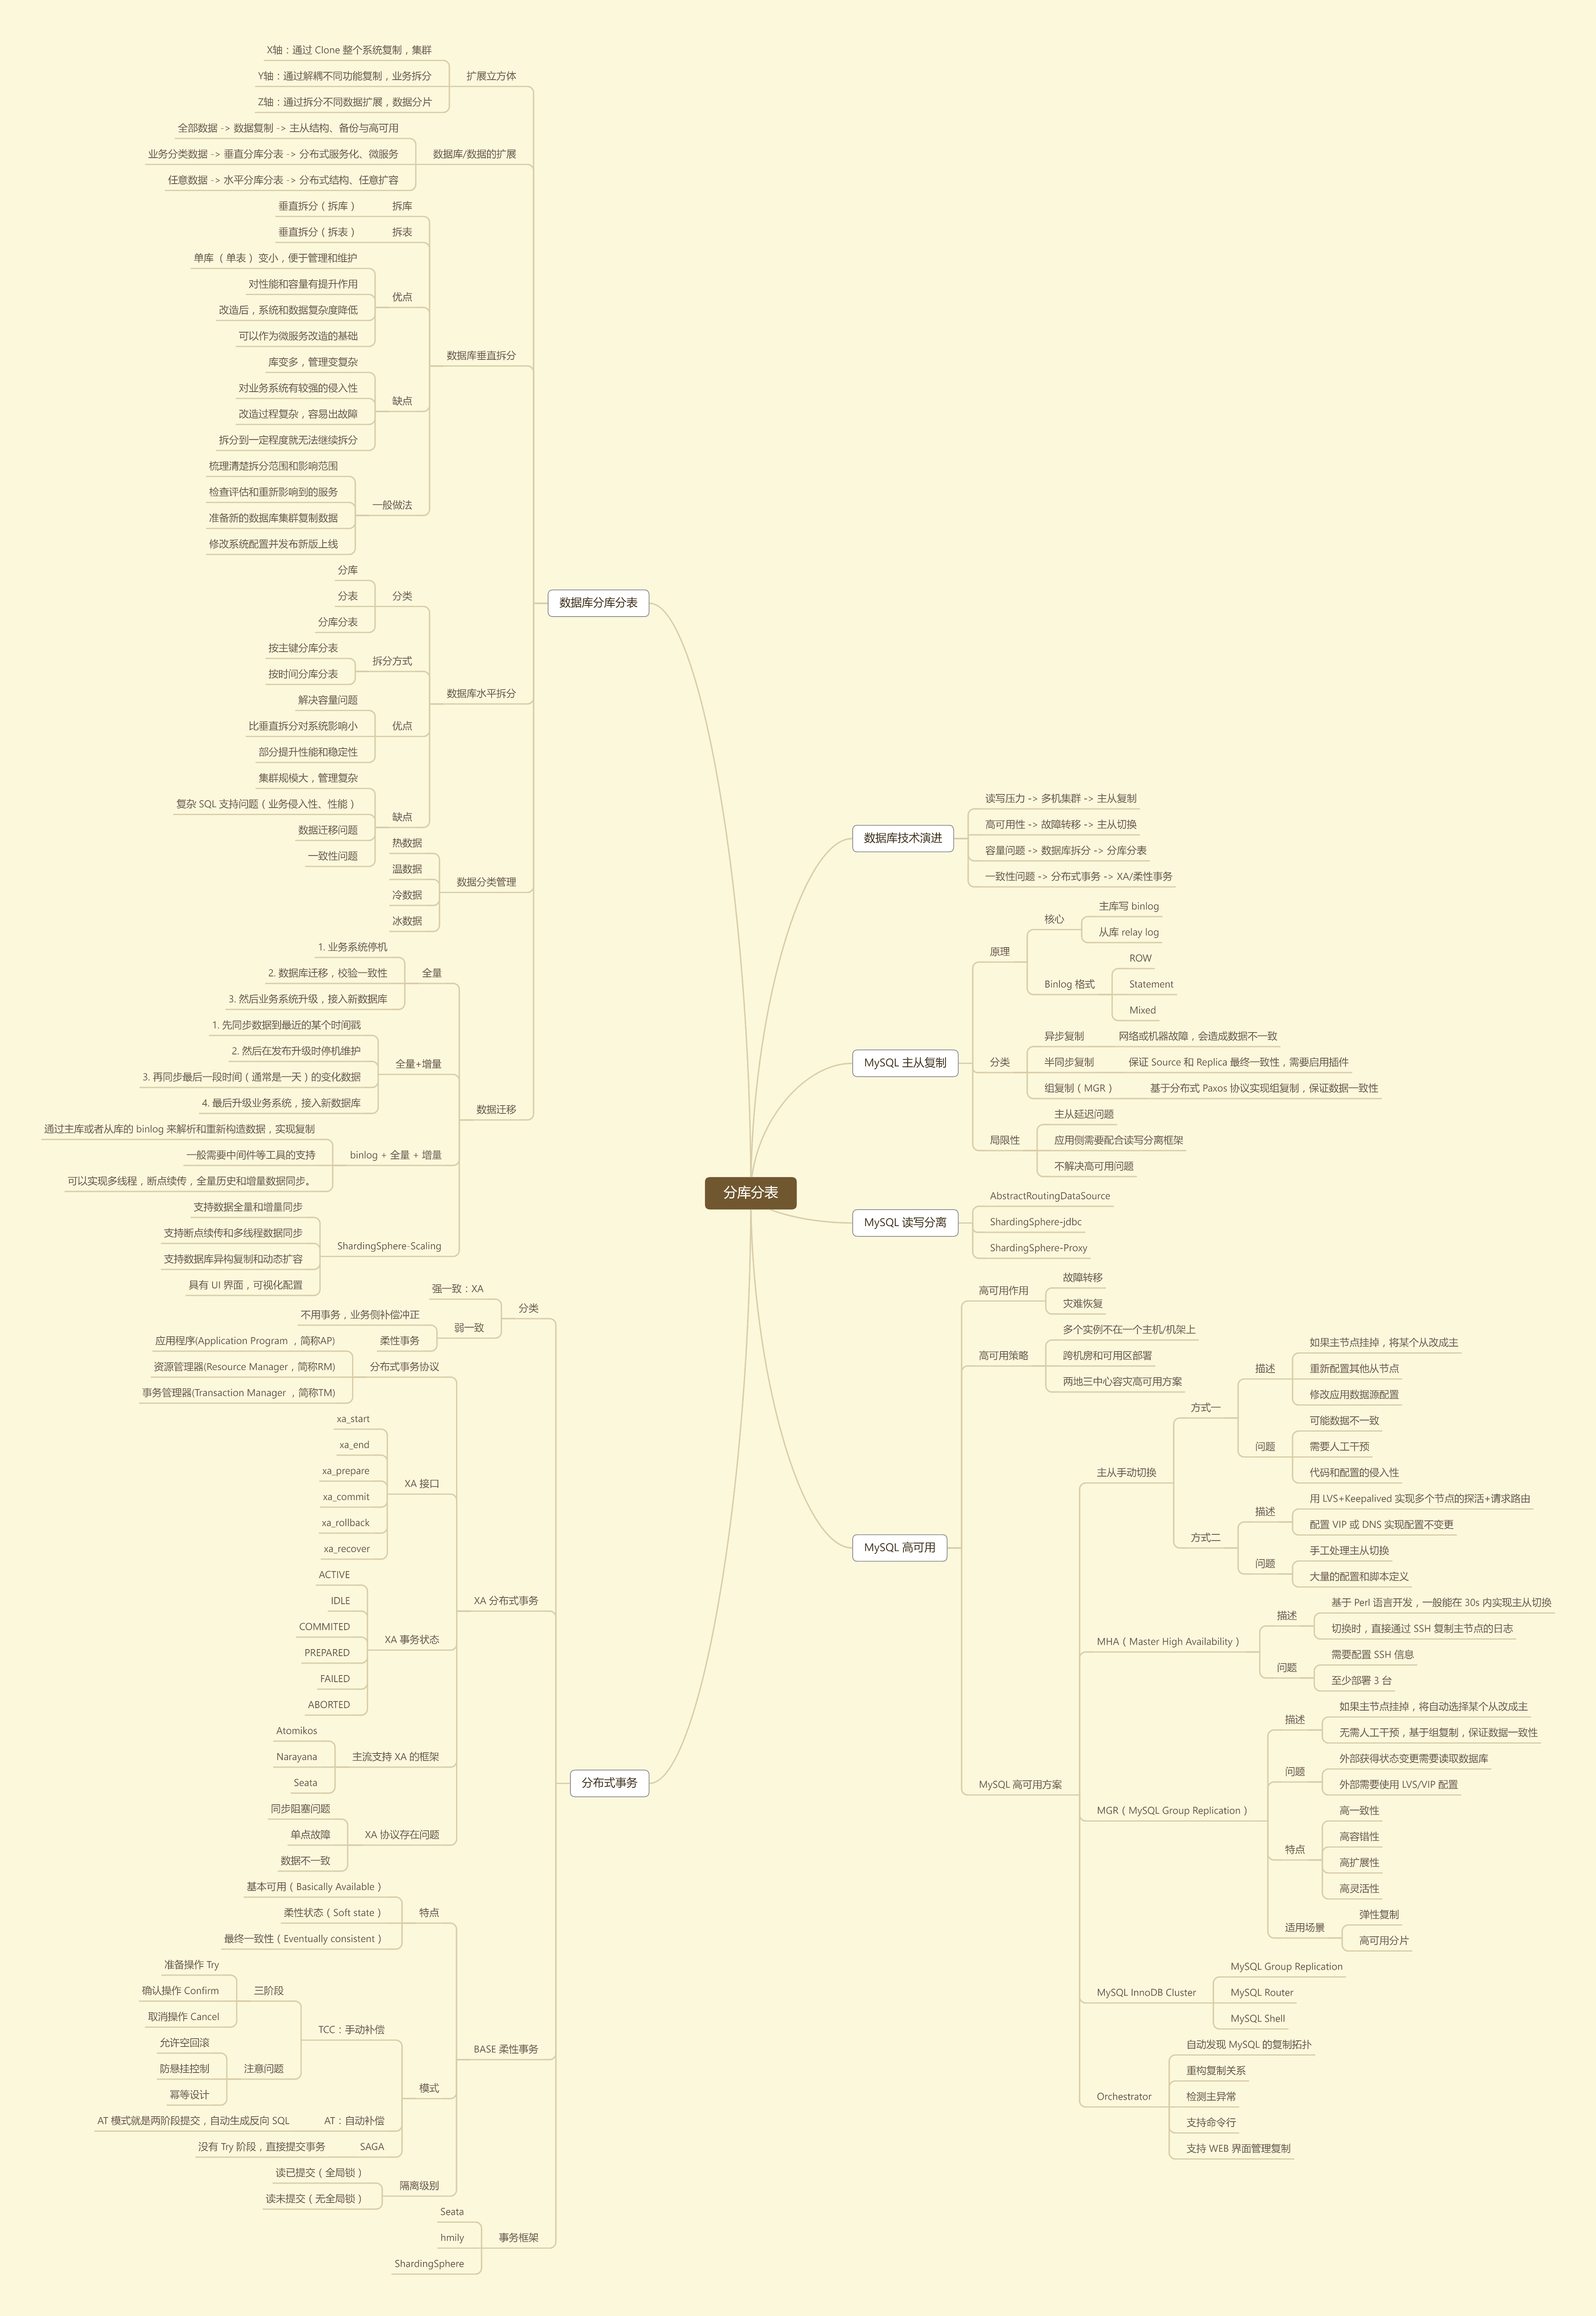 分库分表
数据库技术演进
读写压力 -> 多机集群 -> 主从复制
高可用性 -> 故障转移 -> 主从切换
容量问题 -> 数据库拆分 -> 分库分表
一致性问题 -> 分布式事务 -> XA/柔性事务
MySQL 主从复制
原理
核心
主库写 binlog
从库 relay log
Binlog 格式
ROW
Statement
Mixed
分类
异步复制
网络或机器故障，会造成数据不一致
半同步复制
保证 Source 和 Replica 最终一致性，需要启用插件
组复制（MGR）
基于分布式 Paxos 协议实现组复制，保证数据一致性
局限性
主从延迟问题
应用侧需要配合读写分离框架
不解决高可用问题
MySQL 读写分离
AbstractRoutingDataSource
ShardingSphere-jdbc
ShardingSphere-Proxy
MySQL 高可用
高可用作用
故障转移
灾难恢复
高可用策略
多个实例不在一个主机/机架上
跨机房和可用区部署
两地三中心容灾高可用方案
MySQL 高可用方案
主从手动切换
方式一
描述
如果主节点挂掉，将某个从改成主
重新配置其他从节点
修改应用数据源配置
问题
可能数据不一致
需要人工干预
代码和配置的侵入性
方式二
描述
用 LVS+Keepalived 实现多个节点的探活+请求路由
配置 VIP 或 DNS 实现配置不变更
问题
手工处理主从切换
大量的配置和脚本定义
MHA（Master High Availability）
描述
基于 Perl 语言开发，一般能在 30s 内实现主从切换
切换时，直接通过 SSH 复制主节点的日志
问题
需要配置 SSH 信息
至少部署 3 台
MGR（MySQL Group Replication）
描述
如果主节点挂掉，将自动选择某个从改成主
无需人工干预，基于组复制，保证数据一致性
问题
外部获得状态变更需要读取数据库
外部需要使用 LVS/VIP 配置
特点
高一致性
高容错性
高扩展性
高灵活性
适用场景
弹性复制
高可用分片
MySQL InnoDB Cluster
MySQL Group Replication
MySQL Router
MySQL Shell
Orchestrator
自动发现 MySQL 的复制拓扑
重构复制关系
检测主异常
支持命令行
支持 WEB 界面管理复制
数据库分库分表
扩展立方体
X轴：通过 Clone 整个系统复制，集群
Y轴：通过解耦不同功能复制，业务拆分
Z轴：通过拆分不同数据扩展，数据分片
数据库/数据的扩展
全部数据 -> 数据复制 -> 主从结构、备份与高可用
业务分类数据 -> 垂直分库分表 -> 分布式服务化、微服务
任意数据 -> 水平分库分表 -> 分布式结构、任意扩容
数据库垂直拆分
拆库
垂直拆分（拆库）
拆表
垂直拆分（拆表）
优点
单库 （单表）变小，便于管理和维护
对性能和容量有提升作用
改造后，系统和数据复杂度降低
可以作为微服务改造的基础
缺点
库变多，管理变复杂
对业务系统有较强的侵入性
改造过程复杂，容易出故障
拆分到一定程度就无法继续拆分
一般做法
梳理清楚拆分范围和影响范围
检查评估和重新影响到的服务
准备新的数据库集群复制数据
修改系统配置并发布新版上线
数据库水平拆分
分类
分库
分表
分库分表
拆分方式
按主键分库分表
按时间分库分表
优点
解决容量问题
比垂直拆分对系统影响小
部分提升性能和稳定性
缺点
集群规模大，管理复杂
复杂 SQL 支持问题（业务侵入性、性能）
数据迁移问题
一致性问题
数据分类管理
热数据
温数据
冷数据
冰数据
数据迁移
全量
1. 业务系统停机
2. 数据库迁移，校验一致性
3. 然后业务系统升级，接入新数据库
全量+增量
1. 先同步数据到最近的某个时间戳
2. 然后在发布升级时停机维护
3. 再同步最后一段时间（通常是一天）的变化数据
4. 最后升级业务系统，接入新数据库
binlog + 全量 + 增量
通过主库或者从库的 binlog 来解析和重新构造数据，实现复制
一般需要中间件等工具的支持
可以实现多线程，断点续传，全量历史和增量数据同步。
ShardingSphere-Scaling
支持数据全量和增量同步
支持断点续传和多线程数据同步
支持数据库异构复制和动态扩容
具有 UI 界面，可视化配置
分布式事务
分类
强一致：XA
弱一致
不用事务，业务侧补偿冲正
柔性事务
XA 分布式事务
分布式事务协议
应用程序(Application Program ，简称AP)
资源管理器(Resource Manager，简称RM)
事务管理器(Transaction Manager ，简称TM)
XA 接口
xa_start
xa_end
xa_prepare
xa_commit
xa_rollback
xa_recover
XA 事务状态
ACTIVE
IDLE
COMMITED
PREPARED
FAILED
ABORTED
主流支持 XA 的框架
Atomikos
Narayana
Seata
XA 协议存在问题
同步阻塞问题
单点故障
数据不一致
BASE 柔性事务
特点
基本可用（Basically Available）
柔性状态（Soft state）
最终一致性（Eventually consistent）
模式
TCC：手动补偿
三阶段
准备操作 Try
确认操作 Confirm
取消操作 Cancel
注意问题
允许空回滚
防悬挂控制
幂等设计
AT：自动补偿
AT 模式就是两阶段提交，自动生成反向 SQL
SAGA
没有 Try 阶段，直接提交事务
隔离级别
读已提交（全局锁）
读未提交（无全局锁）
事务框架
Seata
hmily
ShardingSphere